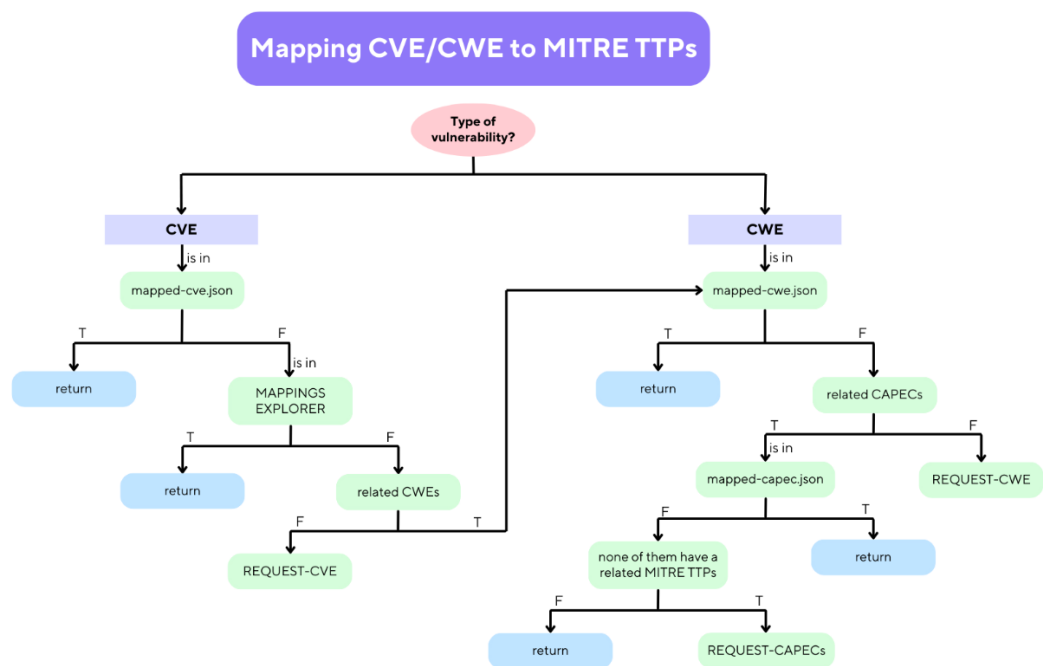 Mapping CVE/CWE to MITRE TTPs
Type of
vulnerability?
CVE
CWE
is in
is in
mapped-cve.json
mapped-cwe.json
T
F
T
F
is in
return
MAPPINGS
EXPLORER
return
related CAPECs
T
F
T
F
is in
return
related CWEs
mapped-capec.json
REQUEST-CWE
F
T
F
T
REQUEST-CVE
none of them have a
related MITRE TTPs
return
F
T
return
REQUEST-CAPECs